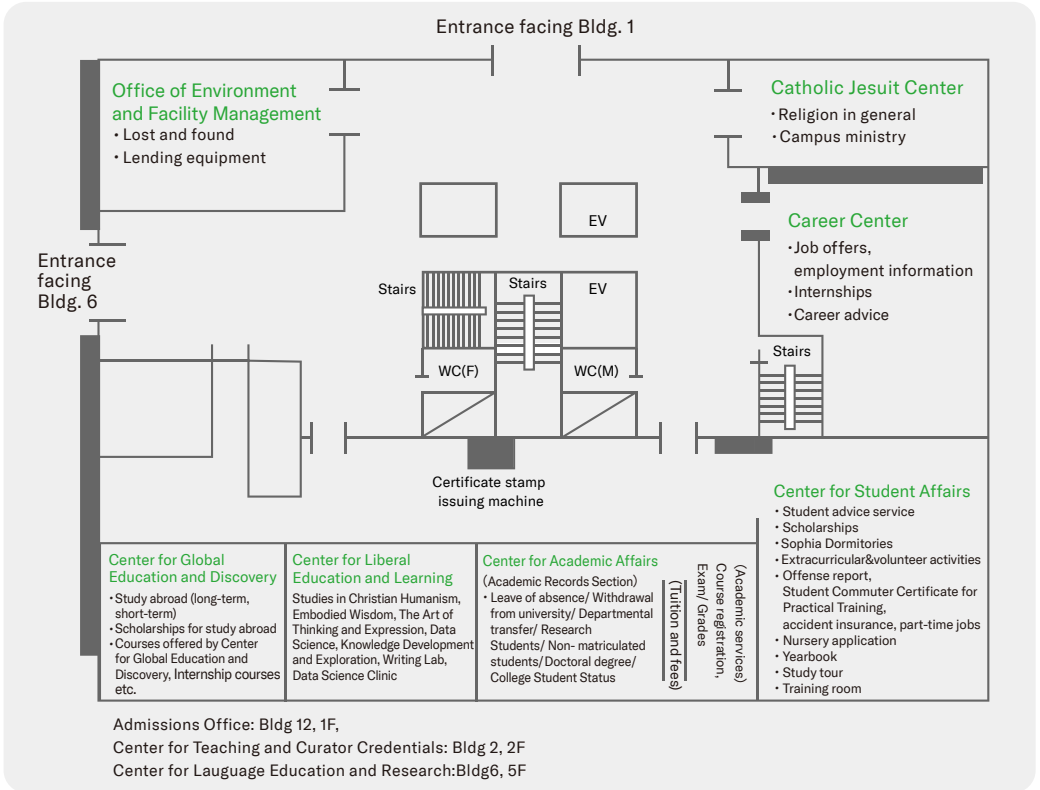 Entrance facing Bldg. 1
Office of Environment
and Facility Management
・Lost and found
・Lending equipment
Catholic Jesuit Center
・Religion in general
・Campus ministry
EV
Career Center
・Job offers,
employment information
・Internships
・Career advice
Entrance
facing
Bldg. 6
Stairs
Stairs
EV
WC(F)
WC(M)
Stairs
Certificate stamp
issuing machine
Center for Global
Education and Discovery
・Study abroad (long-term,
short-term)
・Scholarships for study abroad
・Courses offered by Center
for Global Education and
Discovery, Internship courses
etc.
Center for Liberal
Education and Learning
Studies in Christian Humanism,
Embodied Wisdom, The Art of
Thinking and Expression, Data
Science, Knowledge Development
and Exploration, Writing Lab,
Data Science Clinic
Center for Academic Affairs
(Academic Records Section)
・Leave of absence/ Withdrawal
from university/ Departmental
transfer/ Research
Students/ Non- matriculated
students/ Doctoral degree/
College Student Status
(Academic services)
Course registration,
Exam/ Grades
(Tuition and fees)
Center for Student Affairs
・Student advice service
・Scholarships
・Sophia Dormitories
・Extracurricular&volunteer activities
・Offense report,
Student Commuter Certificate for
Practical Training,
accident insurance, part-time jobs
・Nursery application
・Yearbook
・Study tour
・Training room
Admissions Office: Bldg 12, 1F,
Center for Teaching and Curator Credentials: Bldg 2, 2F
Center for Lauguage Education and Research:Bldg6, 5F